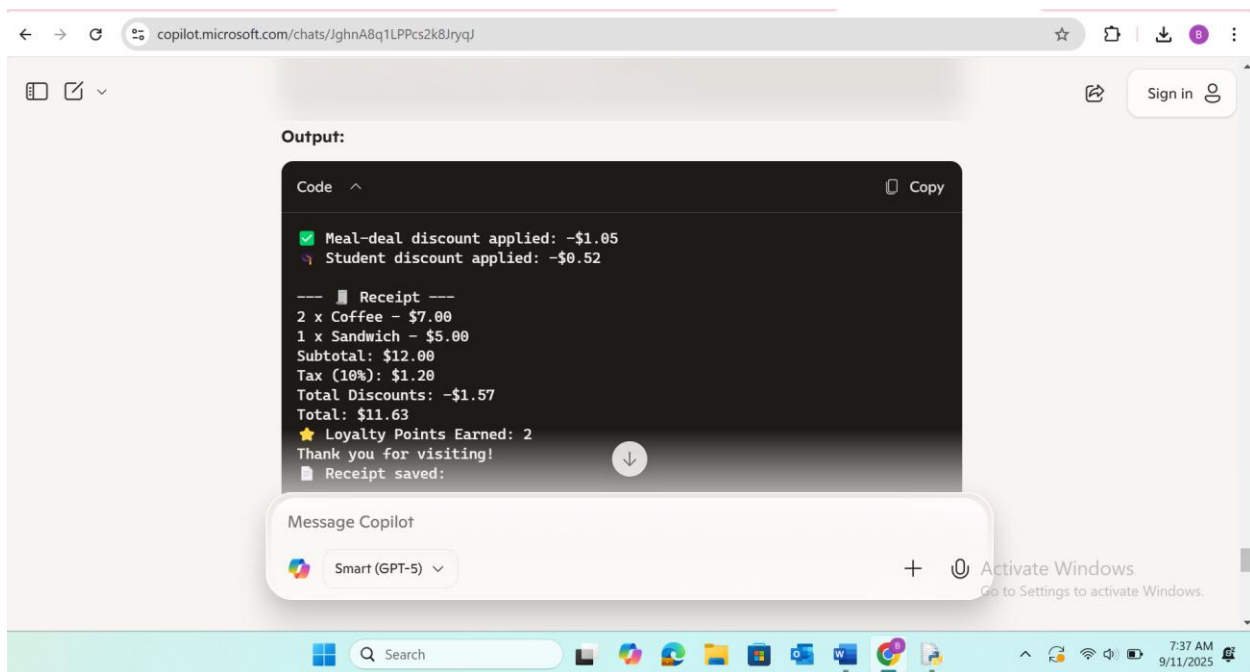 copilot.microsoft.com/chats/JghnA8q1LPPcs2k8JryqJ
B
Sign in
Output:
Code
Copy
✅ Meal-deal discount applied: -$1.05
🎓 Student discount applied: -$0.52
--- 🧾 Receipt ---
2 x Coffee - $7.00
1 x Sandwich - $5.00
Subtotal: $12.00
Tax (10%): $1.20
Total Discounts: -$1.57
Total: $11.63
⭐ Loyalty Points Earned: 2
Thank you for visiting!
📄 Receipt saved:
Message Copilot
Smart (GPT-5)
Activate Windows
Go to Settings to activate Windows.
Search
7:37 AM
9/11/2025